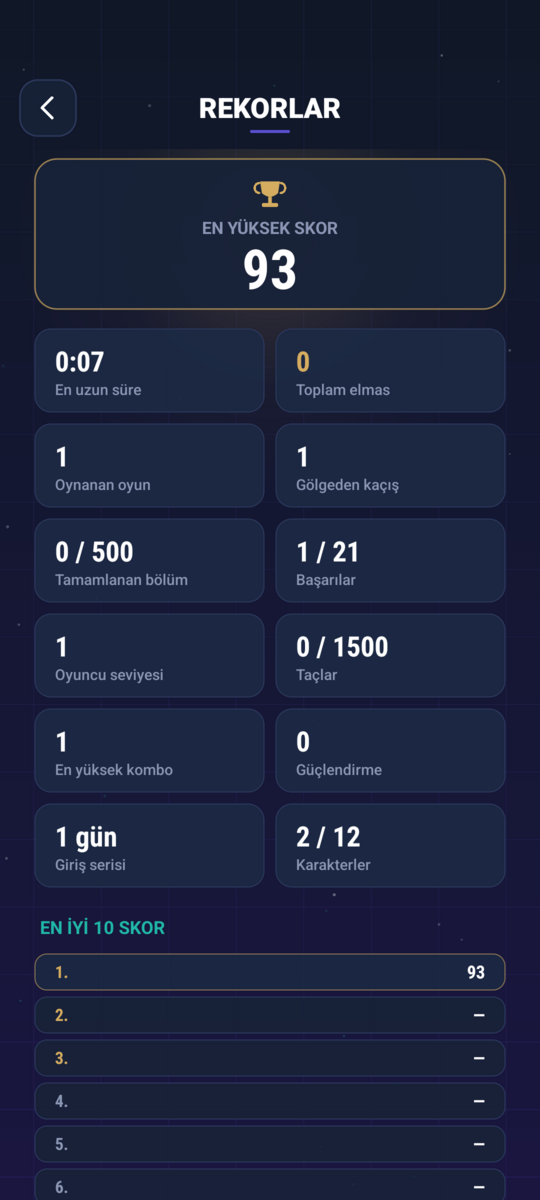 REKORLAR
EN YÜKSEK SKOR
93
0:07
En uzun süre
0
Toplam elmas
1
Oynanan oyun
1
Gölgeden kaçış
0 / 500
Tamamlanan bölüm
1 / 21
Başarılar
1
Oyuncu seviyesi
0 / 1500
Taçlar
1
En yüksek kombo
0
Güçlendirme
1 gün
Giriş serisi
2 / 12
Karakterler
EN İYİ 10 SKOR
1. 93
2. –
3. –
4. –
5. –
6. –